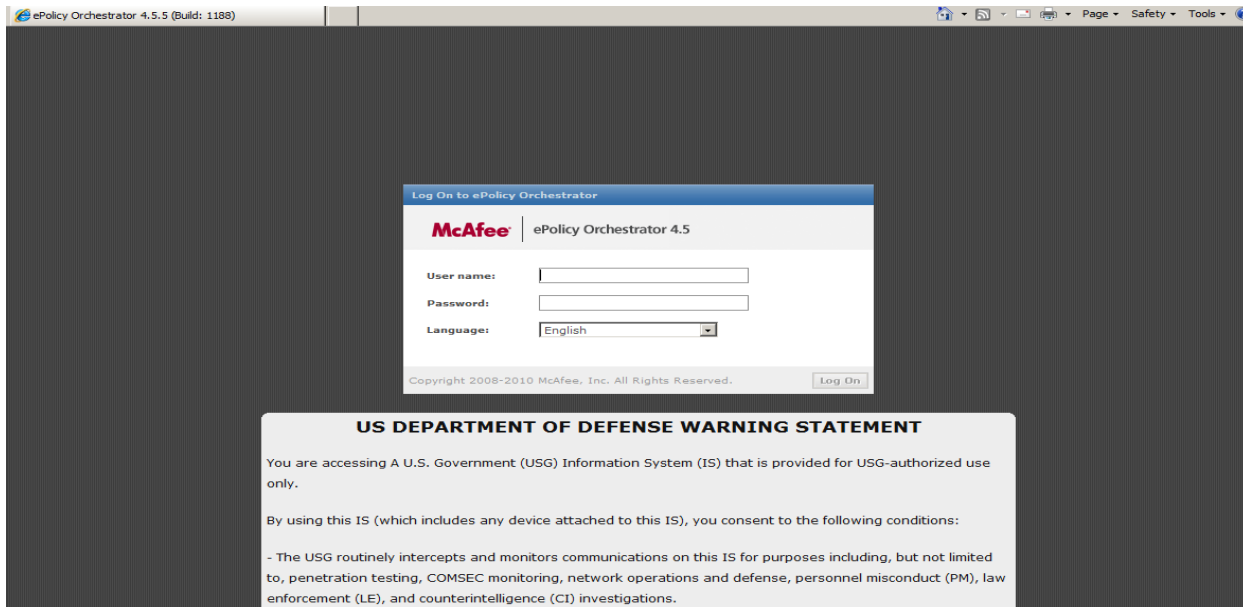 ePolicy Orchestrator 4.5.5 (Build: 1188)
Page Safety Tools
Log On to ePolicy Orchestrator
McAfee ePolicy Orchestrator 4.5
User name:
Password:
Language: English
Copyright 2008-2010 McAfee, Inc. All Rights Reserved. Log On
US DEPARTMENT OF DEFENSE WARNING STATEMENT
You are accessing A U.S. Government (USG) Information System (IS) that is provided for USG-authorized use
only.
By using this IS (which includes any device attached to this IS), you consent to the following conditions:
- The USG routinely intercepts and monitors communications on this IS for purposes including, but not limited
to, penetration testing, COMSEC monitoring, network operations and defense, personnel misconduct (PM), law
enforcement (LE), and counterintelligence (CI) investigations.